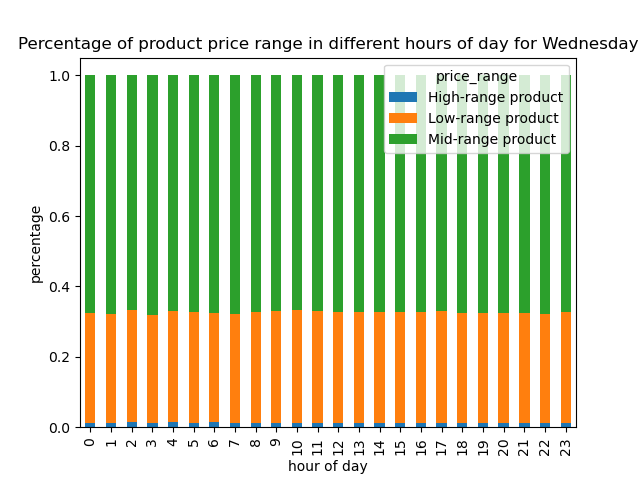 Percentage of product price range in different hours of day for Wednesday
price_range
High-range product
Low-range product
Mid-range product
percentage
1.0
0.8
0.6
0.4
0.2
0.0
0 1 2 3 4 5 6 7 8 9 10 11 12 13 14 15 16 17 18 19 20 21 22 23
hour of day